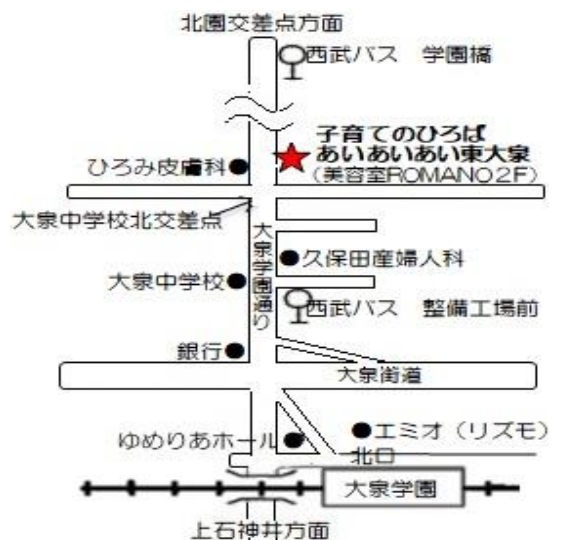 北園交差点方面
西武バス 学園橋
子育てのひろば
あいあいあい東大泉
(美容室ROMANO2F)
ひろみ皮膚科
大泉中学校北交差点
大泉学園通り
久保田産婦人科
大泉中学校
西武バス 整備工場前
銀行
大泉街道
エミオ(リズモ)
ゆめりあホール
北口
大泉学園
上石神井方面